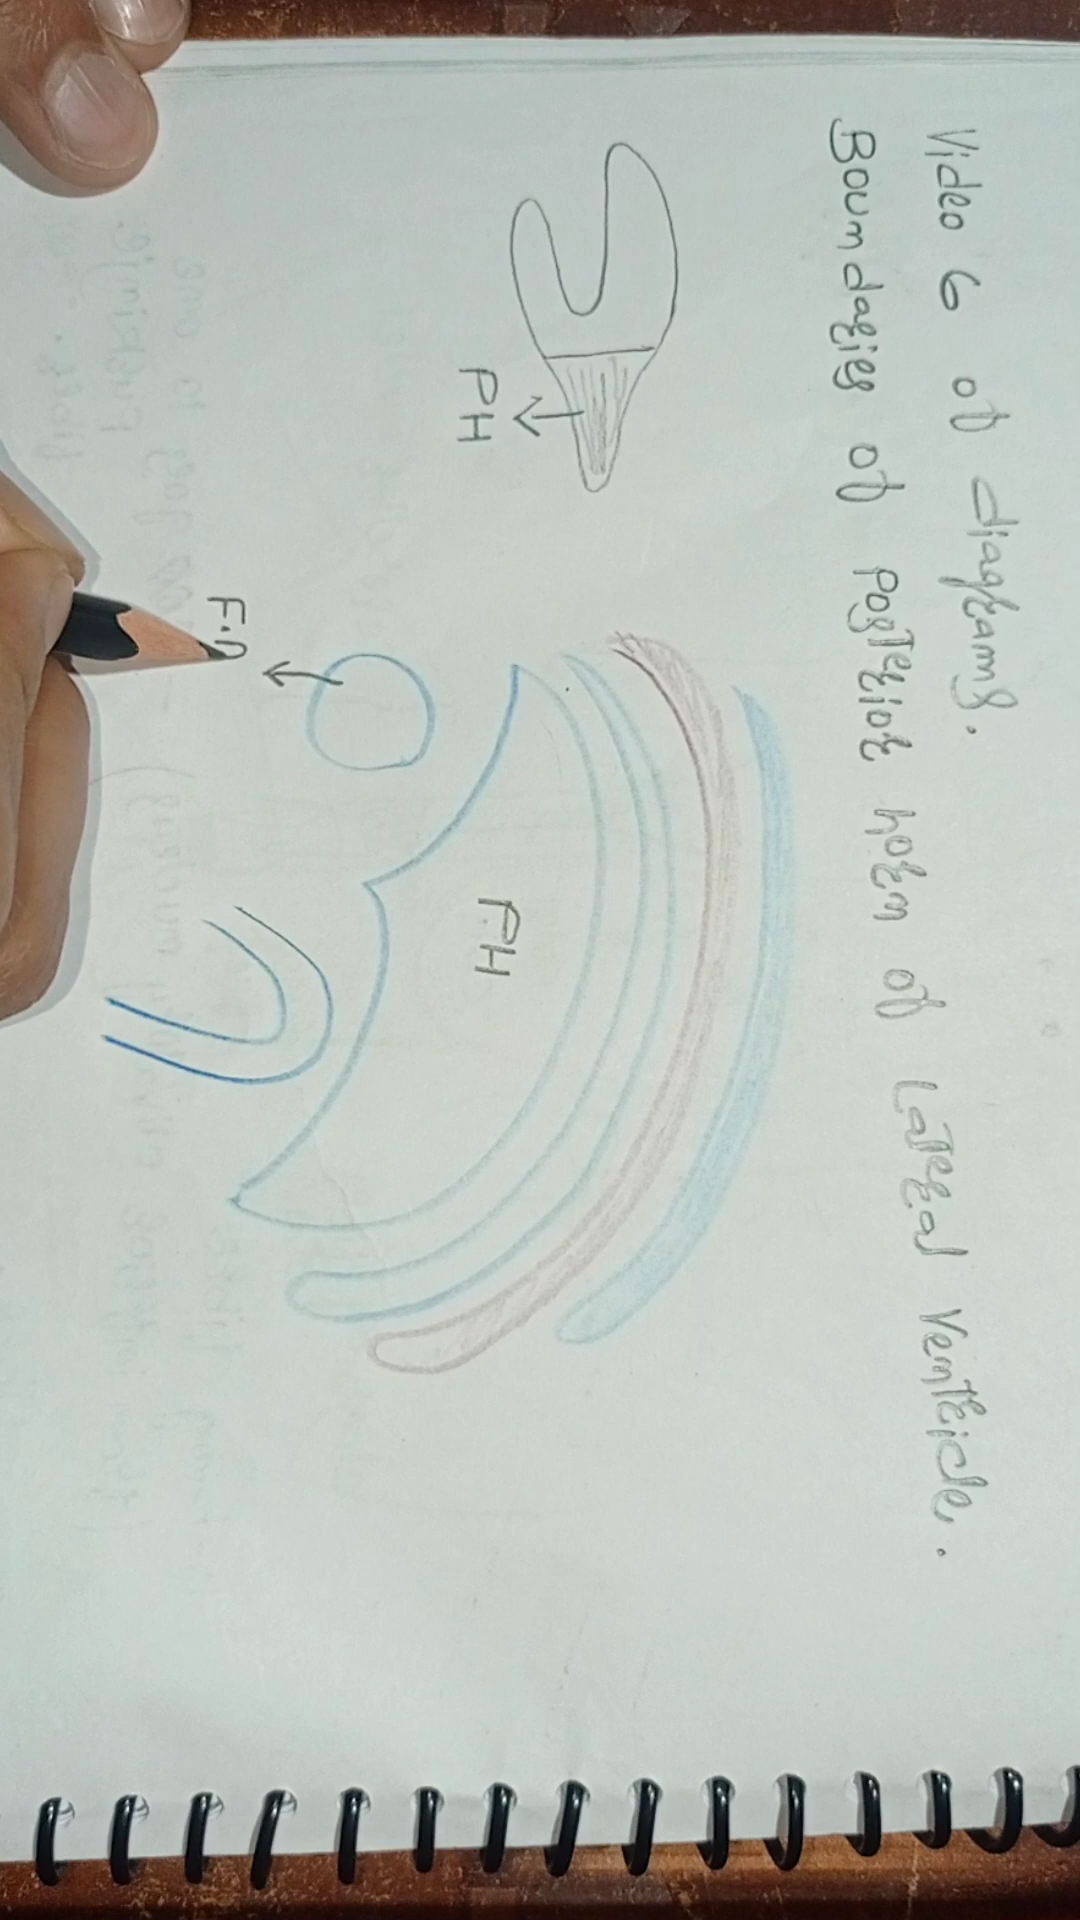 Video 6 of diagrams.
Boundaries of Posterior horn of Lateral Ventricle.
PH
PH
F.M